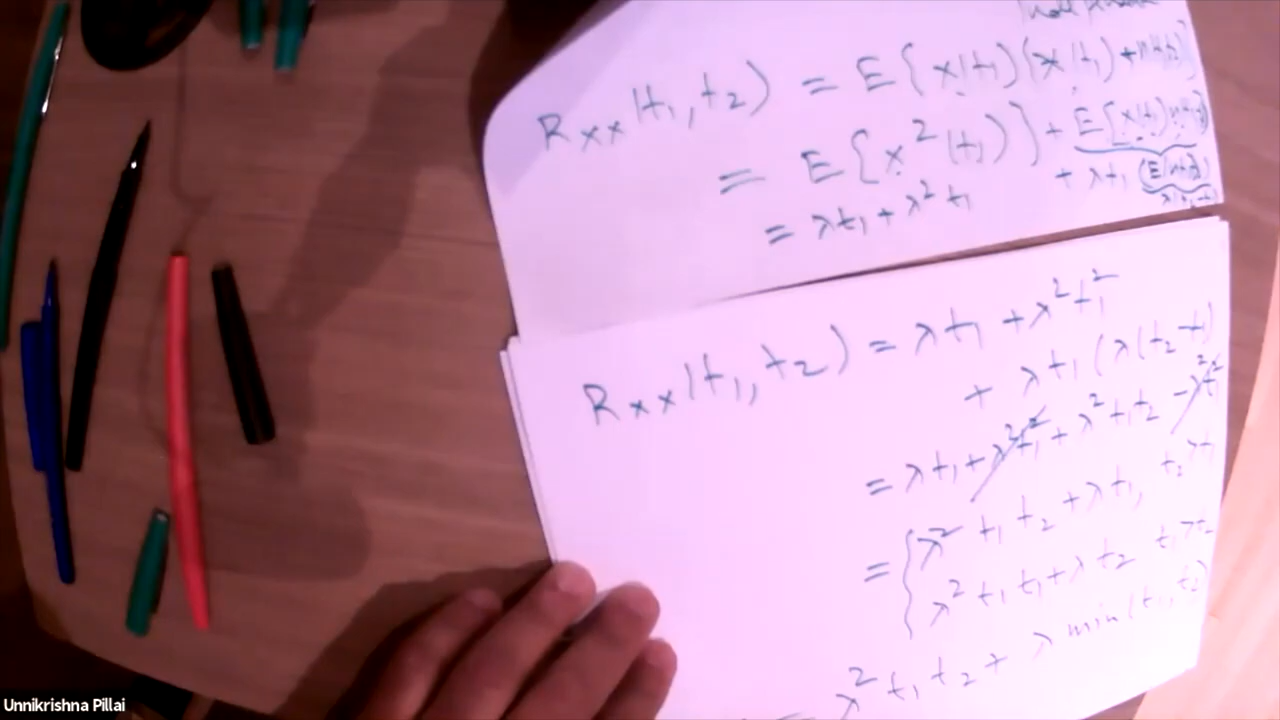 R_xx(t_1, t_2) = E{x(t_1)(x(t_1) + n(t_2)}
= E{x^2(t_1)} + E{x(t_1) n(t_2)}
= λt_1 + λ^2 t_1 + λt_1 (E{n(t_2)})
R_xx(t_1, t_2) = λt_1 + λ^2 t_1^2
+ λt_1 (λ(t_2 - t_1)
= λt_1 + λ^2 t_1^2 + λ^2 t_1 t_2 - λ^2 t_1^2
= { λ^2 t_1 t_2 + λt_1, t_2 > t_1
λ^2 t_1 t_1 + λt_2 t_1 > t_2
= λ^2 t_1 t_2 + λ min(t_1, t_2)
Unnikrishna Pillai